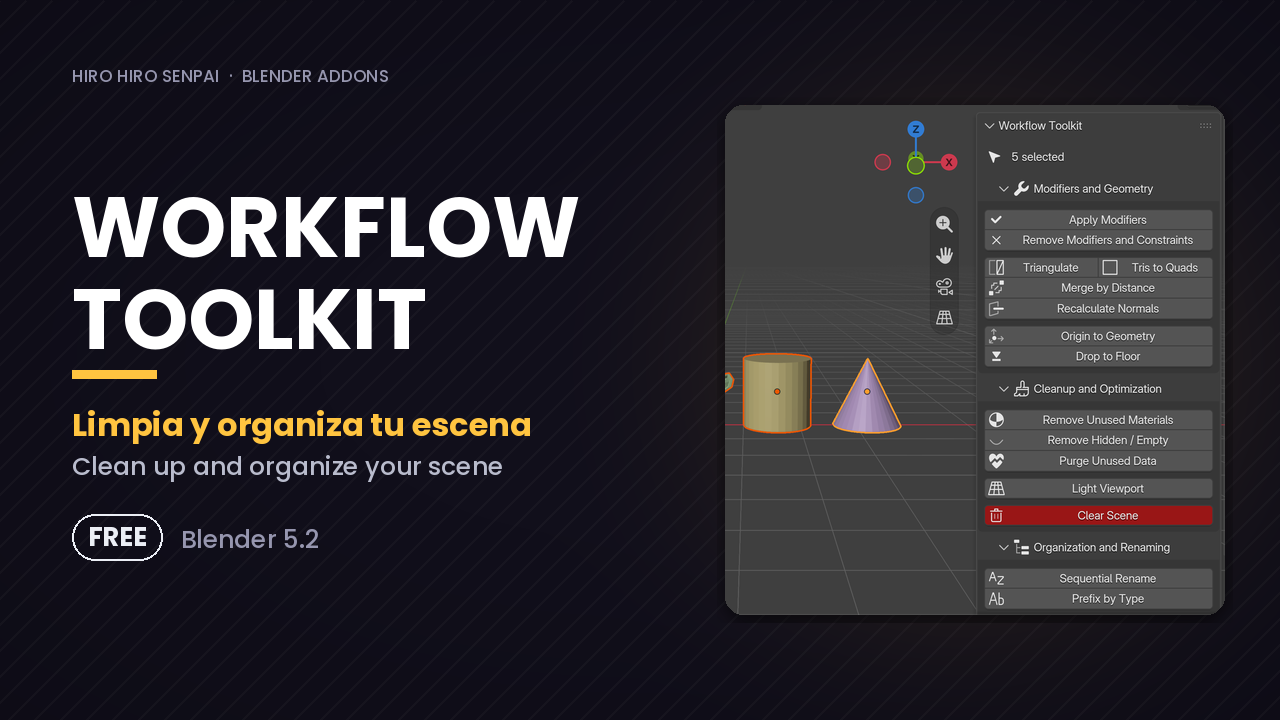 HIRO HIRO SENPAI · BLENDER ADDONS
WORKFLOW
TOOLKIT
Limpia y organiza tu escena
Clean up and organize your scene
FREE
Blender 5.2
Z
X
Workflow Toolkit
5 selected
Modifiers and Geometry
Apply Modifiers
Remove Modifiers and Constraints
Triangulate
Tris to Quads
Merge by Distance
Recalculate Normals
Origin to Geometry
Drop to Floor
Cleanup and Optimization
Remove Unused Materials
Remove Hidden / Empty
Purge Unused Data
Light Viewport
Clear Scene
Organization and Renaming
AZ Sequential Rename
Ab Prefix by Type